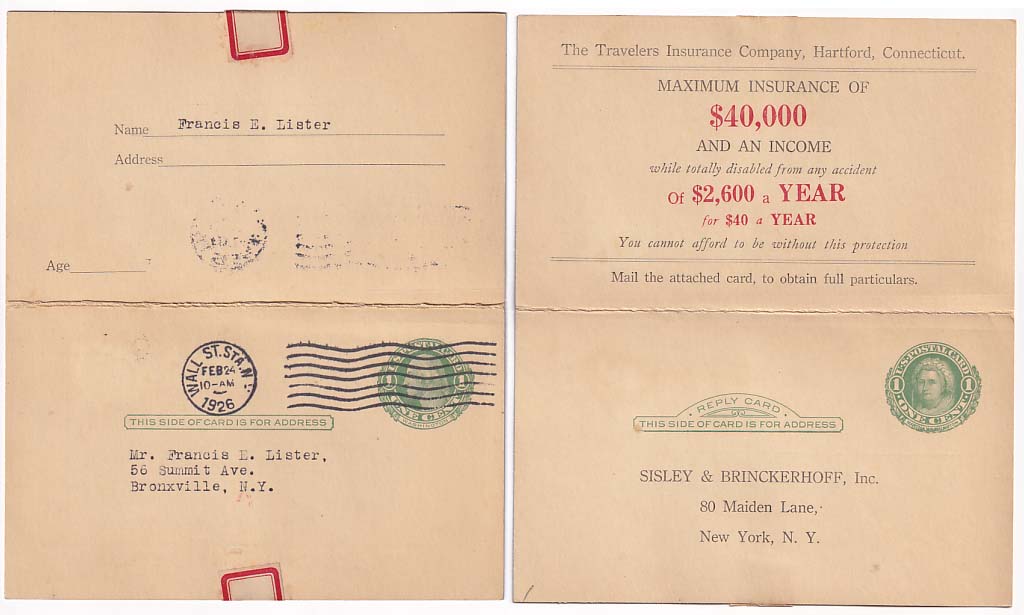 Name Francis E. Lister
Address
Age
WALL ST. STA. N.Y.
FEB 24
10-AM
1926
THIS SIDE OF CARD IS FOR ADDRESS
Mr. Francis E. Lister,
56 Summit Ave.
Bronxville, N.Y.
The Travelers Insurance Company, Hartford, Connecticut.
MAXIMUM INSURANCE OF
$40,000
AND AN INCOME
while totally disabled from any accident
Of $2,600 a YEAR
for $40 a YEAR
You cannot afford to be without this protection
Mail the attached card, to obtain full particulars.
U.S. POSTAL CARD
1 1
ONE CENT
REPLY CARD
THIS SIDE OF CARD IS FOR ADDRESS
SISLEY & BRINCKERHOFF, Inc.
80 Maiden Lane,
New York, N. Y.